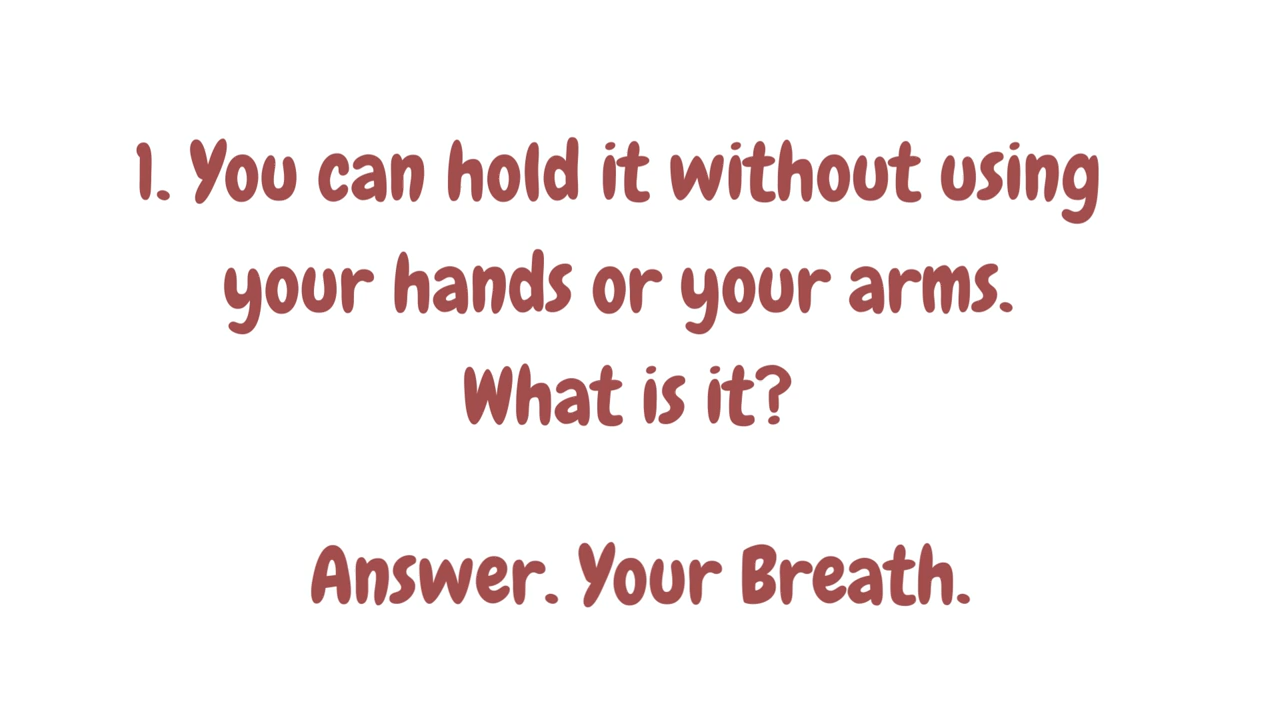 1. You can hold it without using
your hands or your arms.
What is it?
Answer. Your Breath.